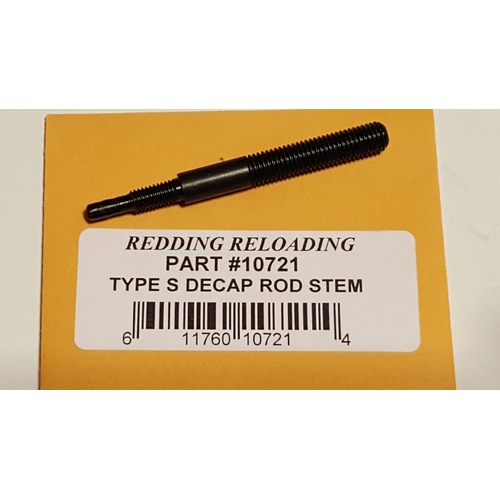 REDDING RELOADING
PART #10721
TYPE S DECAP ROD STEM
6 11760 10721 4